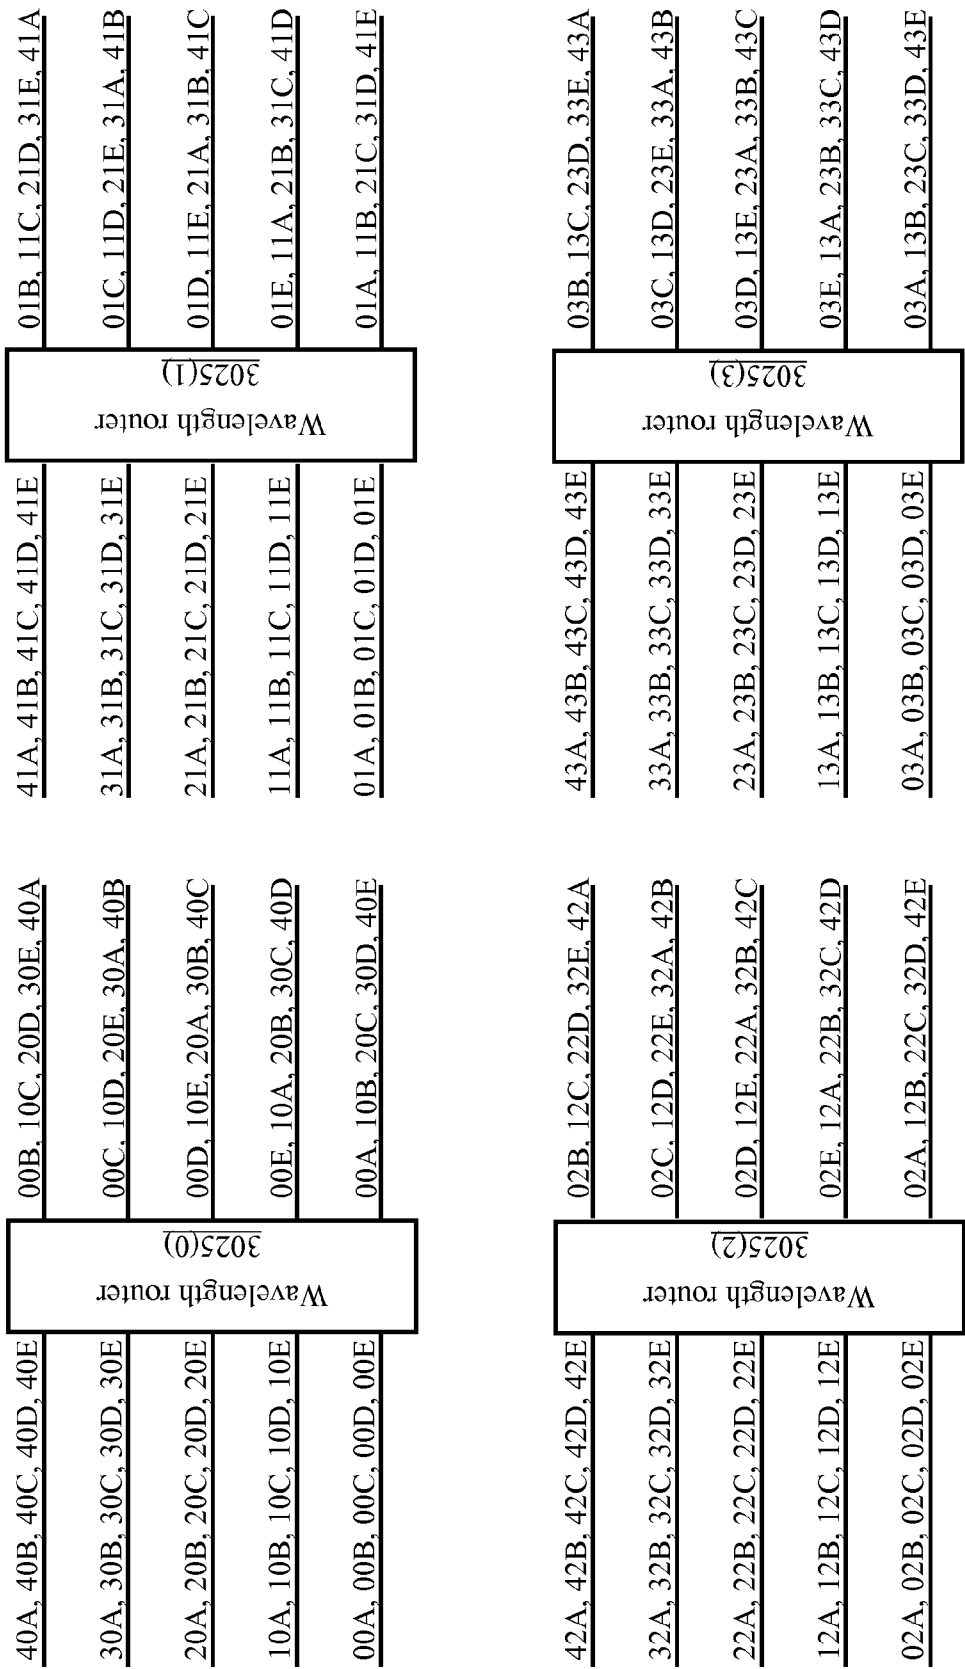 40A, 40B, 40C, 40D, 40E
30A, 30B, 30C, 30D, 30E
20A, 20B, 20C, 20D, 20E
10A, 10B, 10C, 10D, 10E
00A, 00B, 00C, 00D, 00E
Wavelength router
3025(0)
00B, 10C, 20D, 30E, 40A
00C, 10D, 20E, 30A, 40B
00D, 10E, 20A, 30B, 40C
00E, 10A, 20B, 30C, 40D
00A, 10B, 20C, 30D, 40E
41A, 41B, 41C, 41D, 41E
31A, 31B, 31C, 31D, 31E
21A, 21B, 21C, 21D, 21E
11A, 11B, 11C, 11D, 11E
01A, 01B, 01C, 01D, 01E
Wavelength router
3025(1)
01B, 11C, 21D, 31E, 41A
01C, 11D, 21E, 31A, 41B
01D, 11E, 21A, 31B, 41C
01E, 11A, 21B, 31C, 41D
01A, 11B, 21C, 31D, 41E
42A, 42B, 42C, 42D, 42E
32A, 32B, 32C, 32D, 32E
22A, 22B, 22C, 22D, 22E
12A, 12B, 12C, 12D, 12E
02A, 02B, 02C, 02D, 02E
Wavelength router
3025(2)
02B, 12C, 22D, 32E, 42A
02C, 12D, 22E, 32A, 42B
02D, 12E, 22A, 32B, 42C
02E, 12A, 22B, 32C, 42D
02A, 12B, 22C, 32D, 42E
43A, 43B, 43C, 43D, 43E
33A, 33B, 33C, 33D, 33E
23A, 23B, 23C, 23D, 23E
13A, 13B, 13C, 13D, 13E
03A, 03B, 03C, 03D, 03E
Wavelength router
3025(3)
03B, 13C, 23D, 33E, 43A
03C, 13D, 23E, 33A, 43B
03D, 13E, 23A, 33B, 43C
03E, 13A, 23B, 33C, 43D
03A, 13B, 23C, 33D, 43E